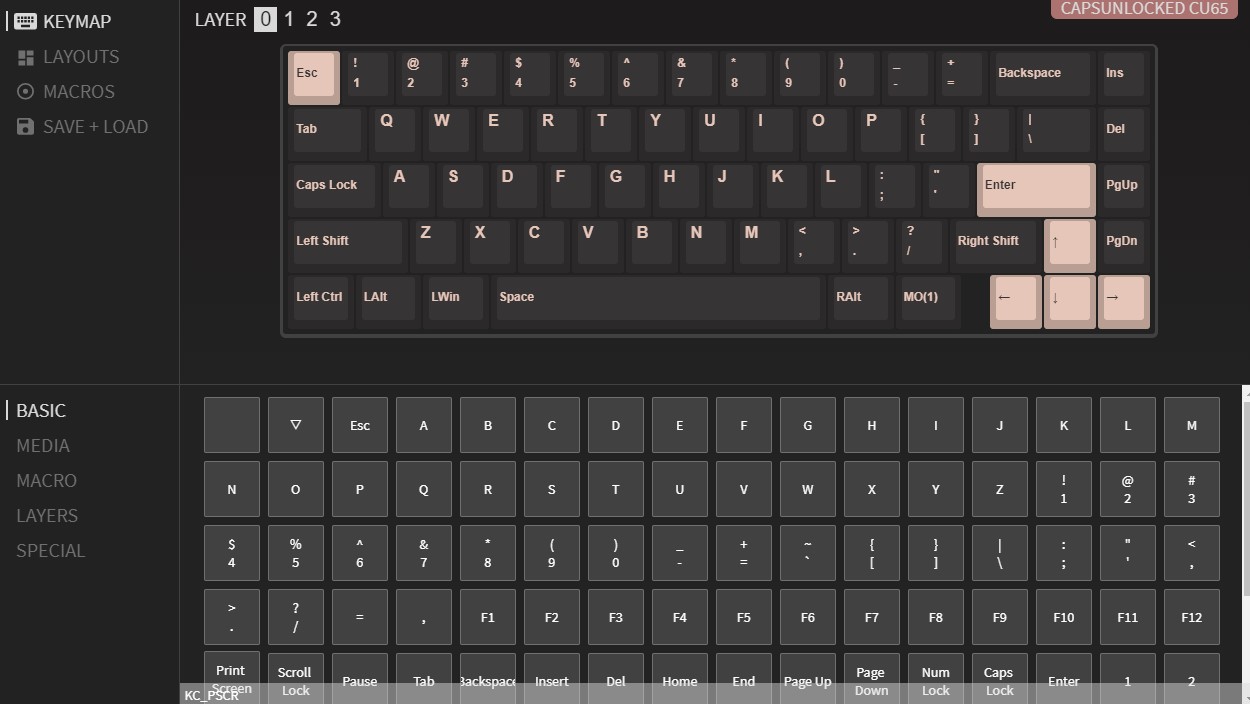 KEYMAP
LAYOUTS
MACROS
SAVE + LOAD
LAYER 0 1 2 3
CAPSUNLOCKED CU65
Esc ! @ # $ % ^ & * ( ) _ + Backspace Ins
1 2 3 4 5 6 7 8 9 0 - =
Tab Q W E R T Y U I O P { } | Del
[ ] \
Caps Lock A S D F G H J K L : " Enter PgUp
; '
Left Shift Z X C V B N M < > ? Right Shift ↑ PgDn
, . /
Left Ctrl LAlt LWin Space RAlt MO(1) ← ↓ →
BASIC
MEDIA
MACRO
LAYERS
SPECIAL
▽ Esc A B C D E F G H I J K L M
N O P Q R S T U V W X Y Z ! @ #
1 2 3
$ % ^ & * ( ) _ + ~ { } | : " <
4 5 6 7 8 9 0 - = ` [ ] \ ; ' ,
> ? = , F1 F2 F3 F4 F5 F6 F7 F8 F9 F10 F11 F12
. /
Print Scroll Pause Tab Backspace Insert Del Home End Page Up Page Num Caps Enter 1 2
Screen Lock Down Lock Lock
KC_PSCR